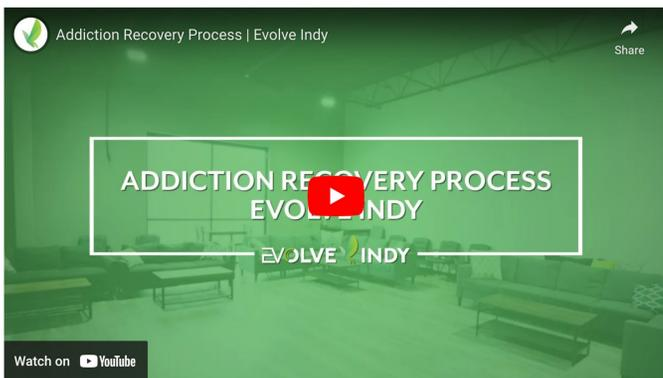 Addiction Recovery Process | Evolve Indy
Share
ADDICTION RECOVERY PROCESS
EVOLVE INDY
EVOLVE INDY
Watch on YouTube